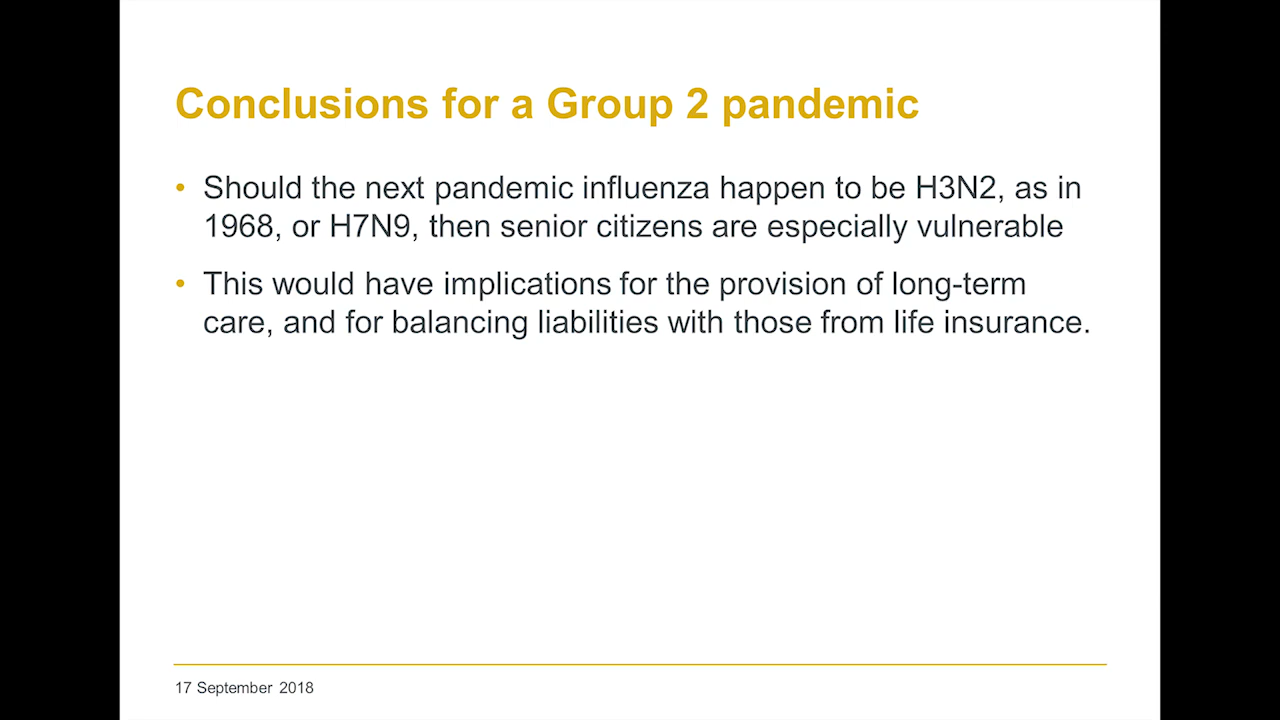 Conclusions for a Group 2 pandemic
• Should the next pandemic influenza happen to be H3N2, as in
1968, or H7N9, then senior citizens are especially vulnerable
• This would have implications for the provision of long-term
care, and for balancing liabilities with those from life insurance.
17 September 2018